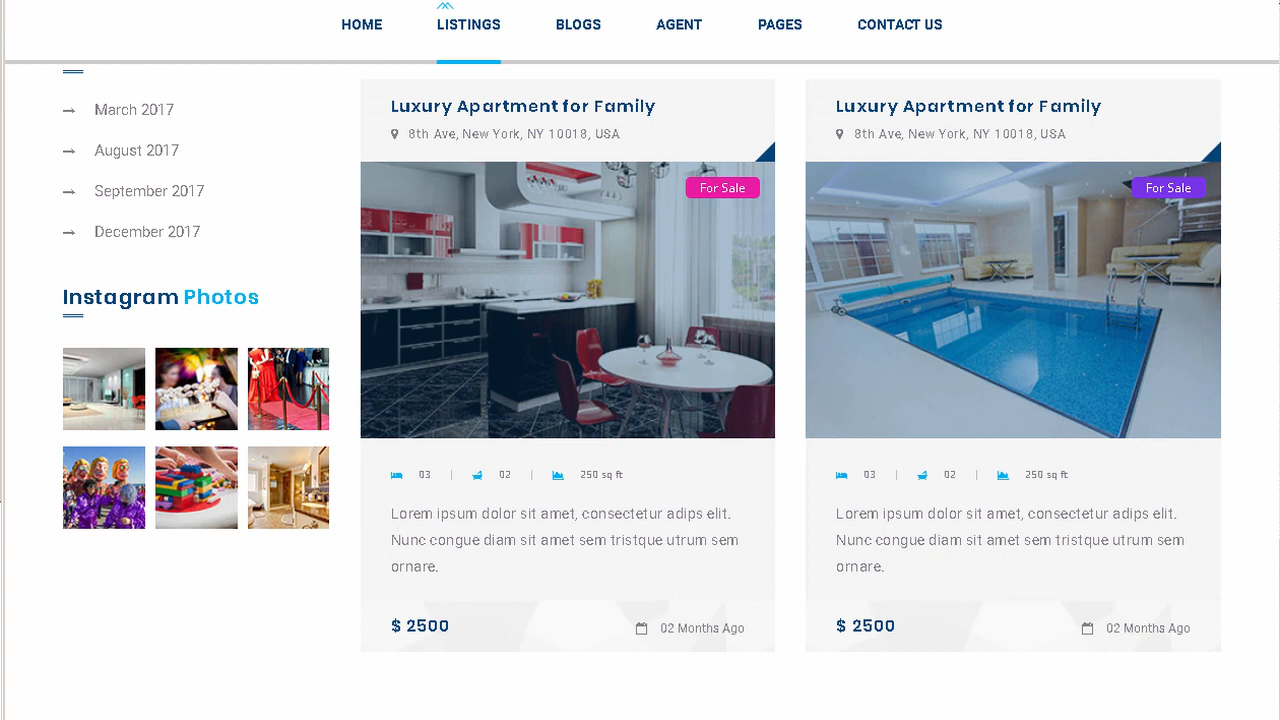 HOME LISTINGS BLOGS AGENT PAGES CONTACT US
March 2017
August 2017
September 2017
December 2017
Instagram Photos
Luxury Apartment for Family
8th Ave, New York, NY 10018, USA
For Sale
03 | 02 | 250 sq ft
Lorem ipsum dolor sit amet, consectetur adips elit.
Nunc congue diam sit amet sem tristque utrum sem
ornare.
$ 2500
02 Months Ago
Luxury Apartment for Family
8th Ave, New York, NY 10018, USA
For Sale
03 | 02 | 250 sq ft
Lorem ipsum dolor sit amet, consectetur adips elit.
Nunc congue diam sit amet sem tristque utrum sem
ornare.
$ 2500
02 Months Ago